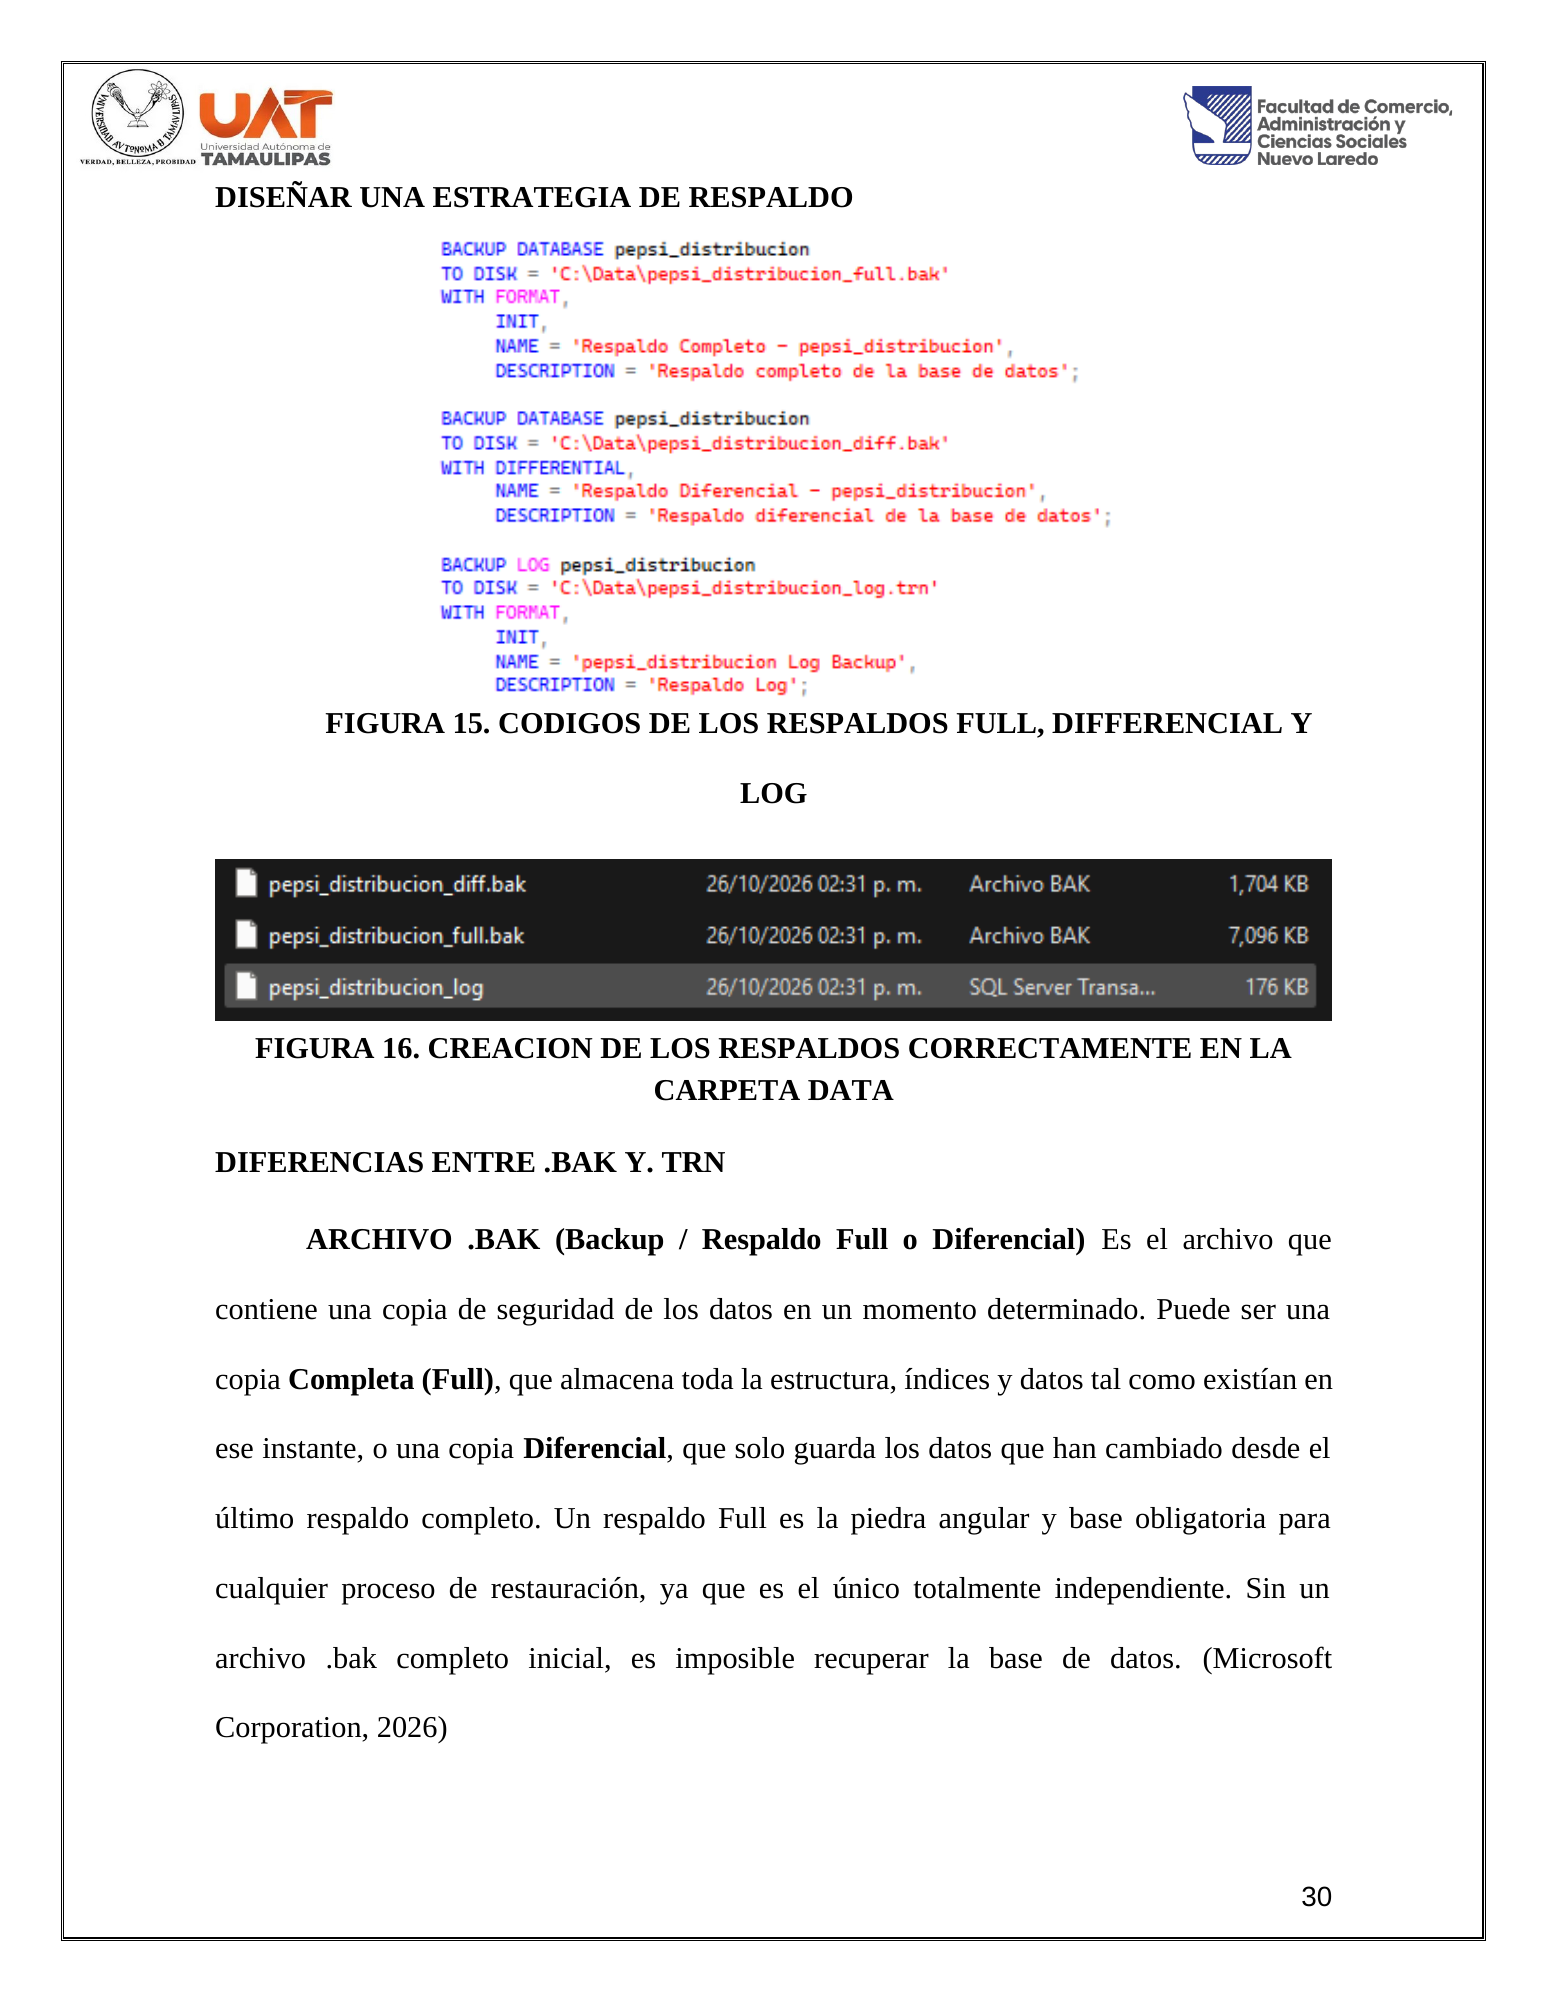 UNIVERSIDAD AVTONOMA D TAMAVLIPAS
VERDAD, BELLEZA, PROBIDAD
UAT
Universidad Autónoma de
TAMAULIPAS
Facultad de Comercio,
Administración y
Ciencias Sociales
Nuevo Laredo
DISEÑAR UNA ESTRATEGIA DE RESPALDO
BACKUP DATABASE pepsi_distribucion
TO DISK = 'C:\Data\pepsi_distribucion_full.bak'
WITH FORMAT,
INIT,
NAME = 'Respaldo Completo - pepsi_distribucion',
DESCRIPTION = 'Respaldo completo de la base de datos';
BACKUP DATABASE pepsi_distribucion
TO DISK = 'C:\Data\pepsi_distribucion_diff.bak'
WITH DIFFERENTIAL,
NAME = 'Respaldo Diferencial - pepsi_distribucion',
DESCRIPTION = 'Respaldo diferencial de la base de datos';
BACKUP LOG pepsi_distribucion
TO DISK = 'C:\Data\pepsi_distribucion_log.trn'
WITH FORMAT,
INIT,
NAME = 'pepsi_distribucion Log Backup',
DESCRIPTION = 'Respaldo Log';
FIGURA 15. CODIGOS DE LOS RESPALDOS FULL, DIFFERENCIAL Y
LOG
pepsi_distribucion_diff.bak 26/10/2026 02:31 p. m. Archivo BAK 1,704 KB
pepsi_distribucion_full.bak 26/10/2026 02:31 p. m. Archivo BAK 7,096 KB
pepsi_distribucion_log 26/10/2026 02:31 p. m. SQL Server Transa... 176 KB
FIGURA 16. CREACION DE LOS RESPALDOS CORRECTAMENTE EN LA
CARPETA DATA
DIFERENCIAS ENTRE .BAK Y. TRN
ARCHIVO .BAK (Backup / Respaldo Full o Diferencial) Es el archivo que
contiene una copia de seguridad de los datos en un momento determinado. Puede ser una
copia Completa (Full), que almacena toda la estructura, índices y datos tal como existían en
ese instante, o una copia Diferencial, que solo guarda los datos que han cambiado desde el
último respaldo completo. Un respaldo Full es la piedra angular y base obligatoria para
cualquier proceso de restauración, ya que es el único totalmente independiente. Sin un
archivo .bak completo inicial, es imposible recuperar la base de datos. (Microsoft
Corporation, 2026)
30